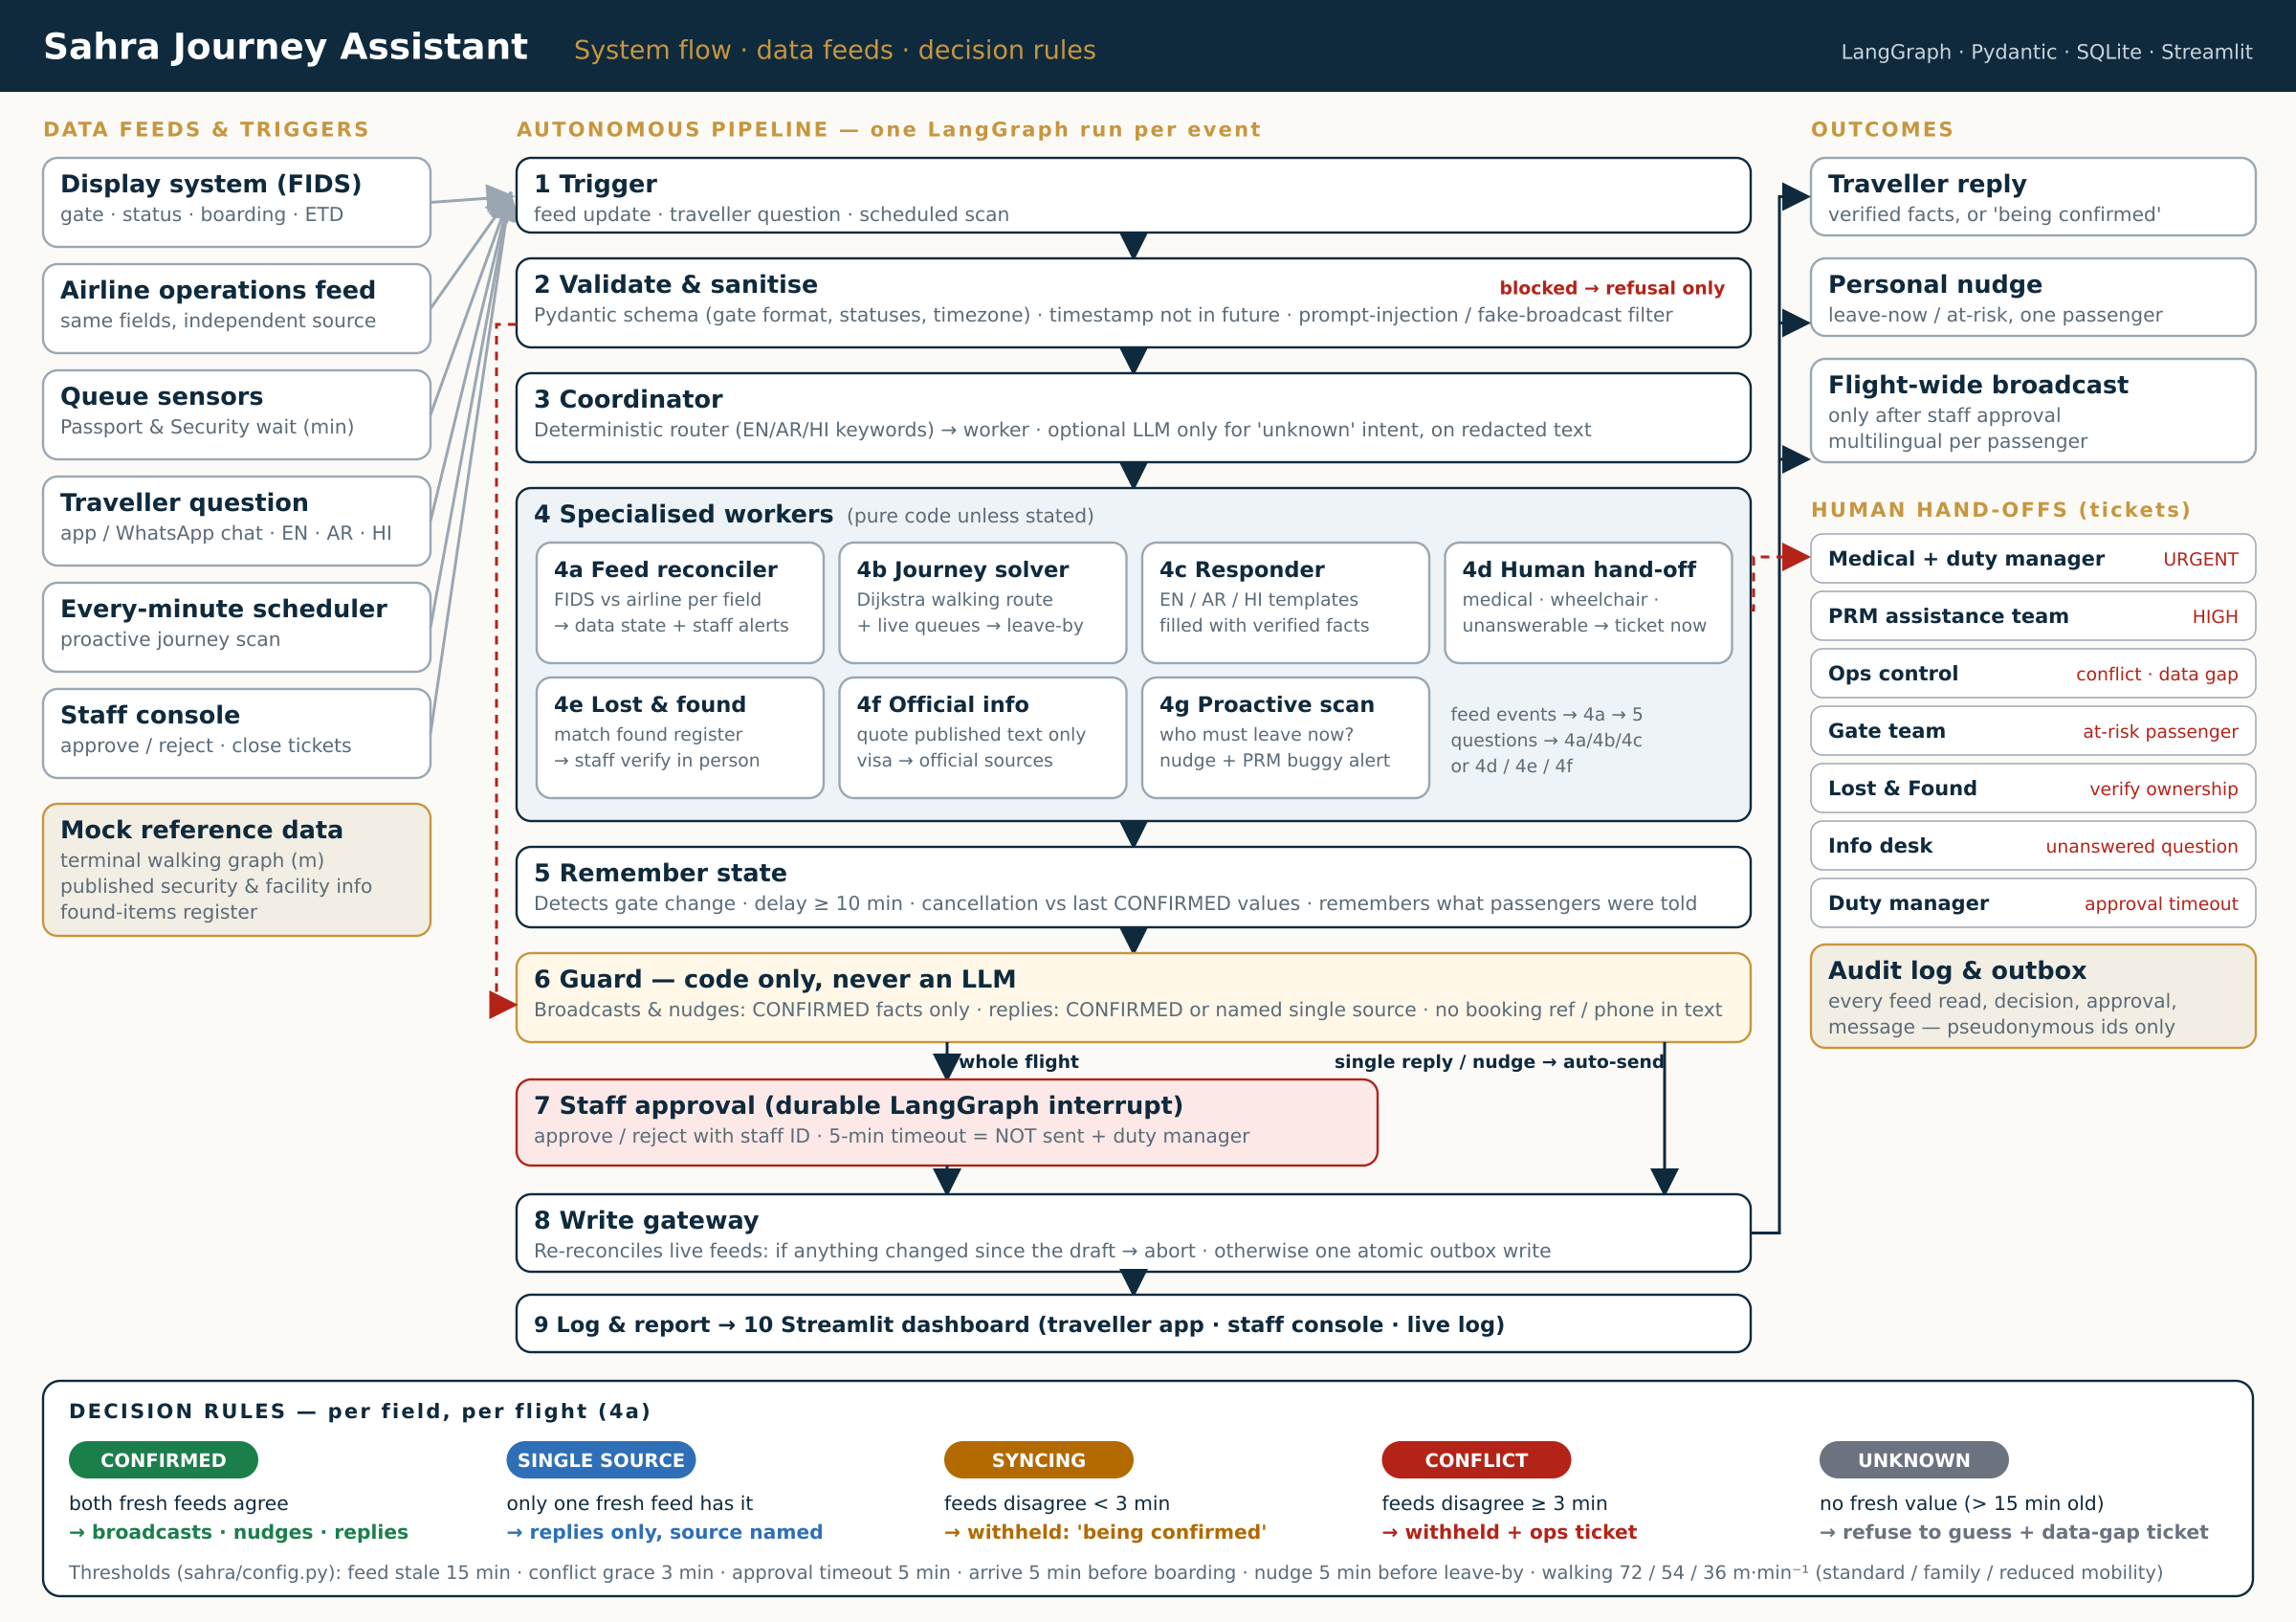 Sahra Journey Assistant
System flow · data feeds · decision rules
LangGraph · Pydantic · SQLite · Streamlit
DATA FEEDS & TRIGGERS
Display system (FIDS)
gate · status · boarding · ETD
Airline operations feed
same fields, independent source
Queue sensors
Passport & Security wait (min)
Traveller question
app / WhatsApp chat · EN · AR · HI
Every-minute scheduler
proactive journey scan
Staff console
approve / reject · close tickets
Mock reference data
terminal walking graph (m)
published security & facility info
found-items register
AUTONOMOUS PIPELINE — one LangGraph run per event
1 Trigger
feed update · traveller question · scheduled scan
2 Validate & sanitise
blocked → refusal only
Pydantic schema (gate format, statuses, timezone) · timestamp not in future · prompt-injection / fake-broadcast filter
3 Coordinator
Deterministic router (EN/AR/HI keywords) → worker · optional LLM only for 'unknown' intent, on redacted text
4 Specialised workers (pure code unless stated)
4a Feed reconciler
FIDS vs airline per field
→ data state + staff alerts
4b Journey solver
Dijkstra walking route
+ live queues → leave-by
4c Responder
EN / AR / HI templates
filled with verified facts
4d Human hand-off
medical · wheelchair ·
unanswerable → ticket now
4e Lost & found
match found register
→ staff verify in person
4f Official info
quote published text only
visa → official sources
4g Proactive scan
who must leave now?
nudge + PRM buggy alert
feed events → 4a → 5
questions → 4a/4b/4c
or 4d / 4e / 4f
5 Remember state
Detects gate change · delay ≥ 10 min · cancellation vs last CONFIRMED values · remembers what passengers were told
6 Guard — code only, never an LLM
Broadcasts & nudges: CONFIRMED facts only · replies: CONFIRMED or named single source · no booking ref / phone in text
whole flight
single reply / nudge → auto-send
7 Staff approval (durable LangGraph interrupt)
approve / reject with staff ID · 5-min timeout = NOT sent + duty manager
8 Write gateway
Re-reconciles live feeds: if anything changed since the draft → abort · otherwise one atomic outbox write
9 Log & report → 10 Streamlit dashboard (traveller app · staff console · live log)
OUTCOMES
Traveller reply
verified facts, or 'being confirmed'
Personal nudge
leave-now / at-risk, one passenger
Flight-wide broadcast
only after staff approval
multilingual per passenger
HUMAN HAND-OFFS (tickets)
Medical + duty manager URGENT
PRM assistance team HIGH
Ops control conflict · data gap
Gate team at-risk passenger
Lost & Found verify ownership
Info desk unanswered question
Duty manager approval timeout
Audit log & outbox
every feed read, decision, approval,
message — pseudonymous ids only
DECISION RULES — per field, per flight (4a)
CONFIRMED
both fresh feeds agree
→ broadcasts · nudges · replies
SINGLE SOURCE
only one fresh feed has it
→ replies only, source named
SYNCING
feeds disagree < 3 min
→ withheld: 'being confirmed'
CONFLICT
feeds disagree ≥ 3 min
→ withheld + ops ticket
UNKNOWN
no fresh value (> 15 min old)
→ refuse to guess + data-gap ticket
Thresholds (sahra/config.py): feed stale 15 min · conflict grace 3 min · approval timeout 5 min · arrive 5 min before boarding · nudge 5 min before leave-by · walking 72 / 54 / 36 m·min⁻¹ (standard / family / reduced mobility)